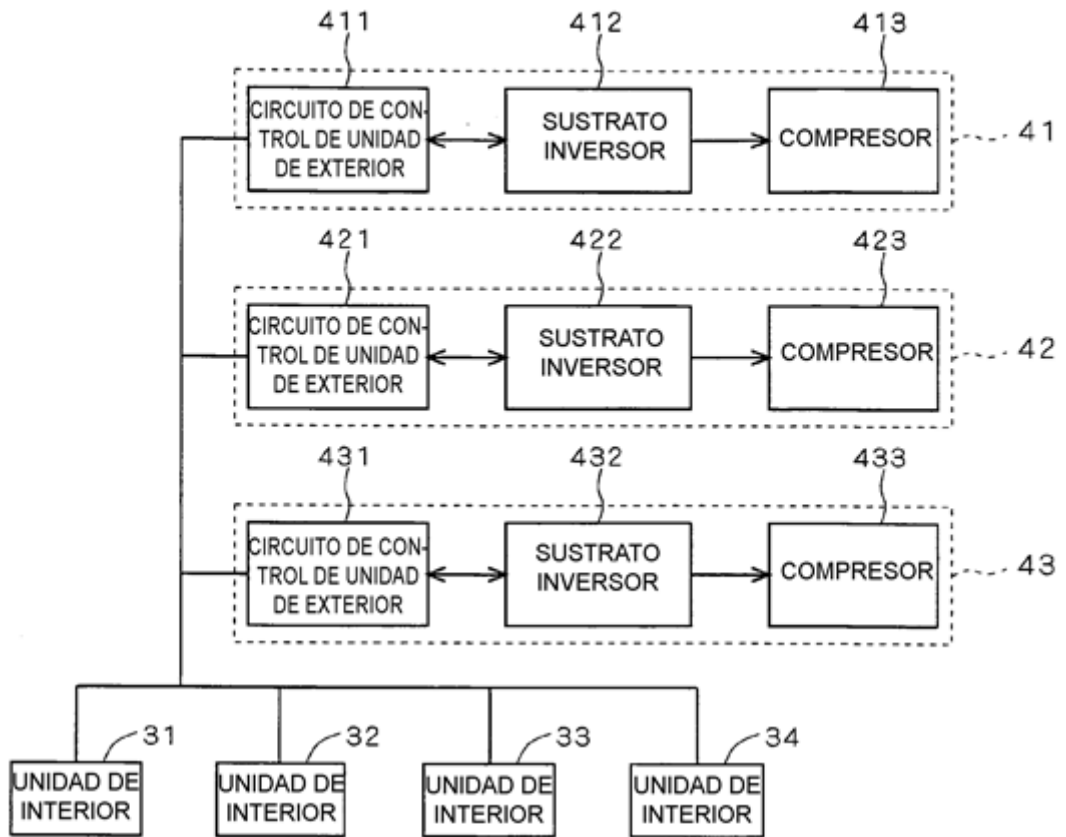 411 412 413
CIRCUITO DE CON-
TROL DE UNIDAD
DE EXTERIOR
SUSTRATO
INVERSOR
COMPRESOR
41
421 422 423
CIRCUITO DE CON-
TROL DE UNIDAD
DE EXTERIOR
SUSTRATO
INVERSOR
COMPRESOR
42
431 432 433
CIRCUITO DE CON-
TROL DE UNIDAD
DE EXTERIOR
SUSTRATO
INVERSOR
COMPRESOR
43
31
UNIDAD DE
INTERIOR
32
UNIDAD DE
INTERIOR
33
UNIDAD DE
INTERIOR
34
UNIDAD DE
INTERIOR